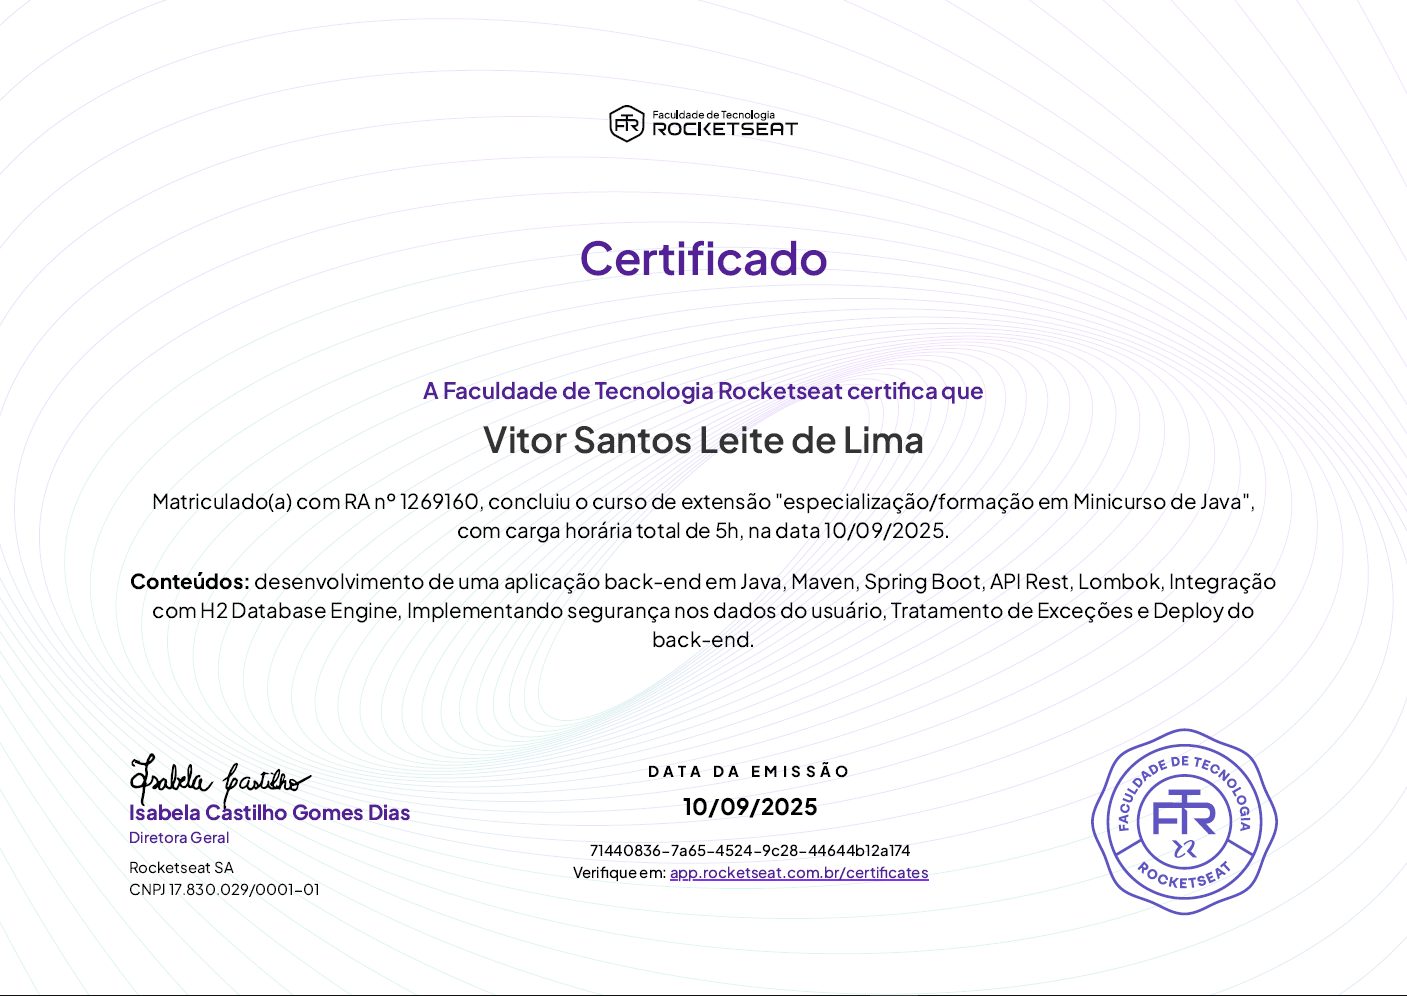 Faculdade de Tecnologia
ROCKETSEAT
Certificado
A Faculdade de Tecnologia Rocketseat certifica que
Vitor Santos Leite de Lima
Matriculado(a) com RA nº 1269160, concluiu o curso de extensão "especialização/formação em Minicurso de Java",
com carga horária total de 5h, na data 10/09/2025.
Conteúdos: desenvolvimento de uma aplicação back-end em Java, Maven, Spring Boot, API Rest, Lombok, Integração
com H2 Database Engine, Implementando segurança nos dados do usuário, Tratamento de Exceções e Deploy do
back-end.
Isabela Castilho
Isabela Castilho Gomes Dias
Diretora Geral
Rocketseat SA
CNPJ 17.830.029/0001-01
DATA DA EMISSÃO
10/09/2025
71440836-7a65-4524-9c28-44644b12a174
Verifique em: app.rocketseat.com.br/certificates
FACULDADE DE TECNOLOGIA
FTR
ROCKETSEAT